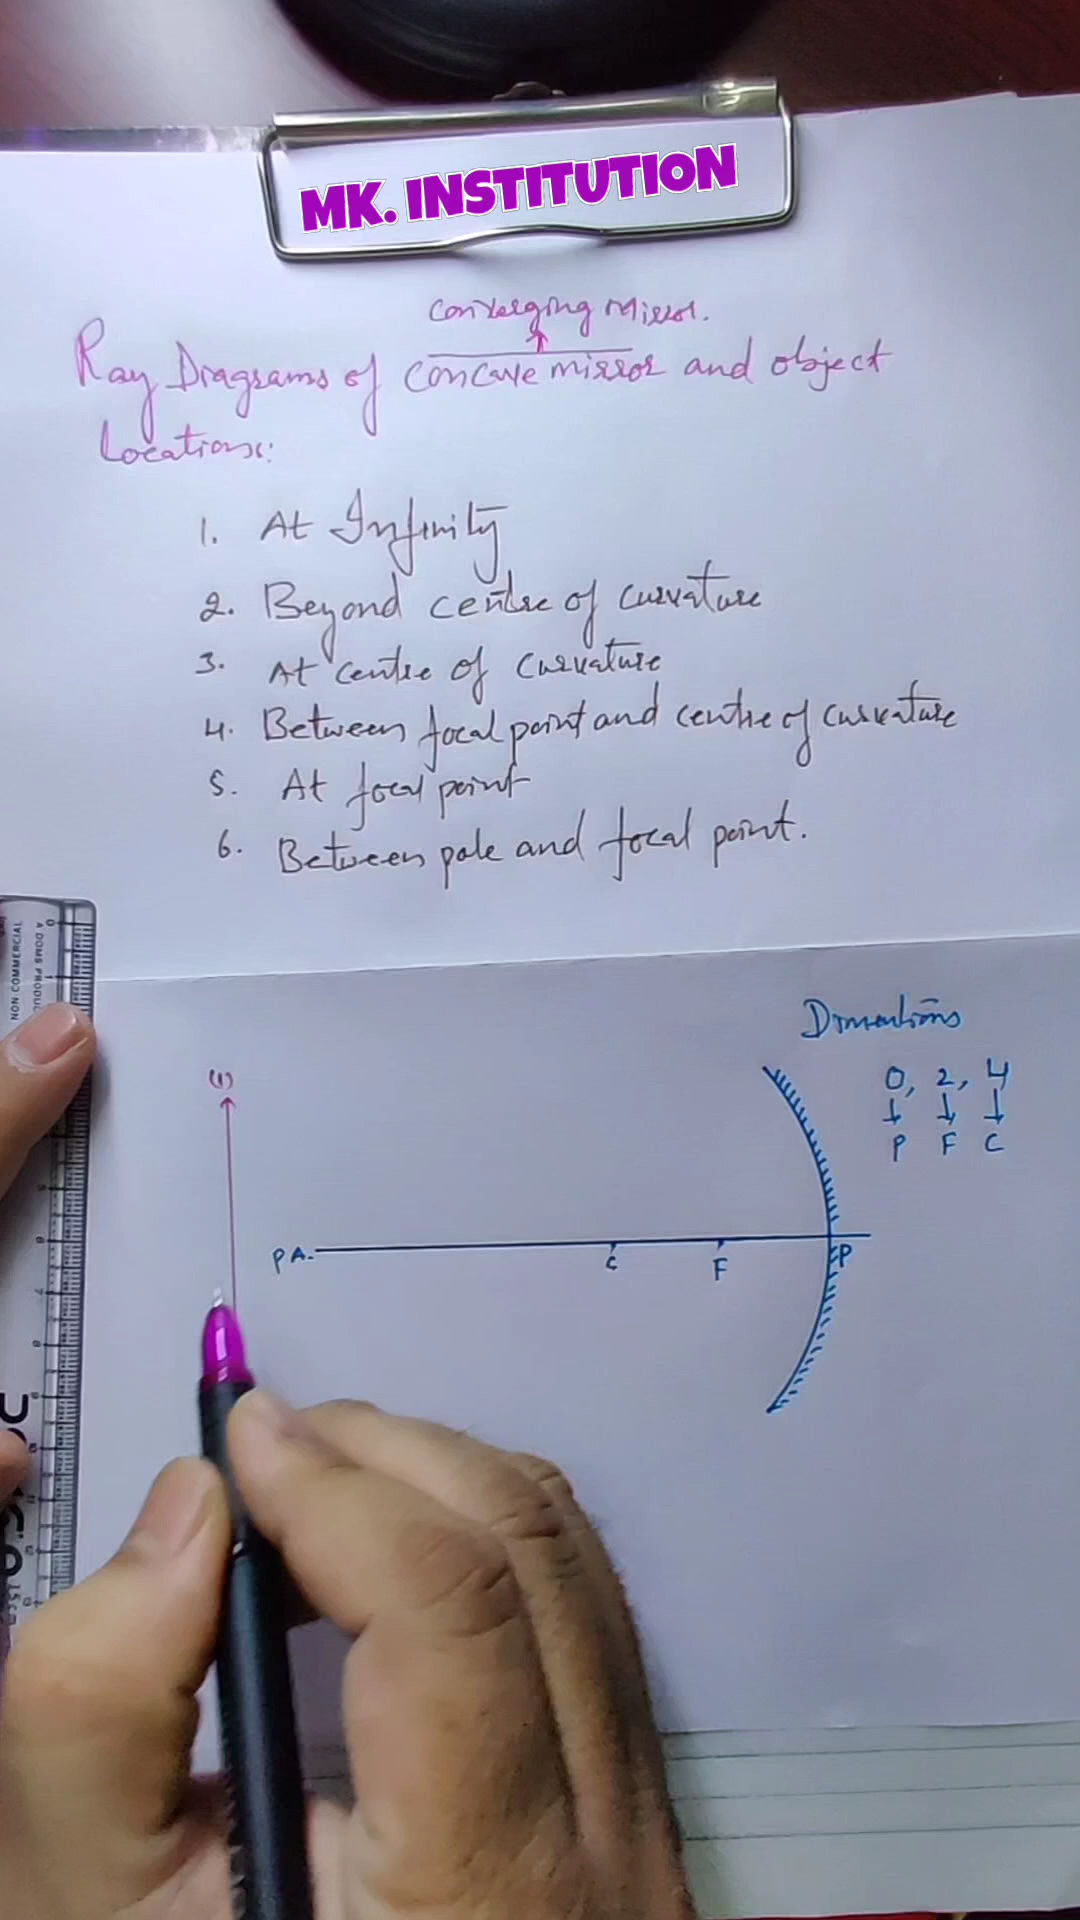 MK. INSTITUTION
Converging Mirror.
Ray Diagrams of concave mirror and object
Locations:
1. At Infinity
2. Beyond centre of curvature
3. At centre of curvature
4. Between focal point and centre of curvature
5. At focal point
6. Between pole and focal point.
NON COMMERCIAL
Dimentions
0, 2, 4
P F C
(1)
P A.
C
F
P